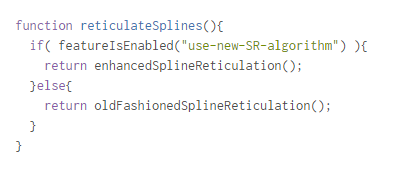 function reticulateSplines(){
  if( featureIsEnabled("use-new-SR-algorithm") ){
    return enhancedSplineReticulation();
  }else{
    return oldFashionedSplineReticulation();
  }
}